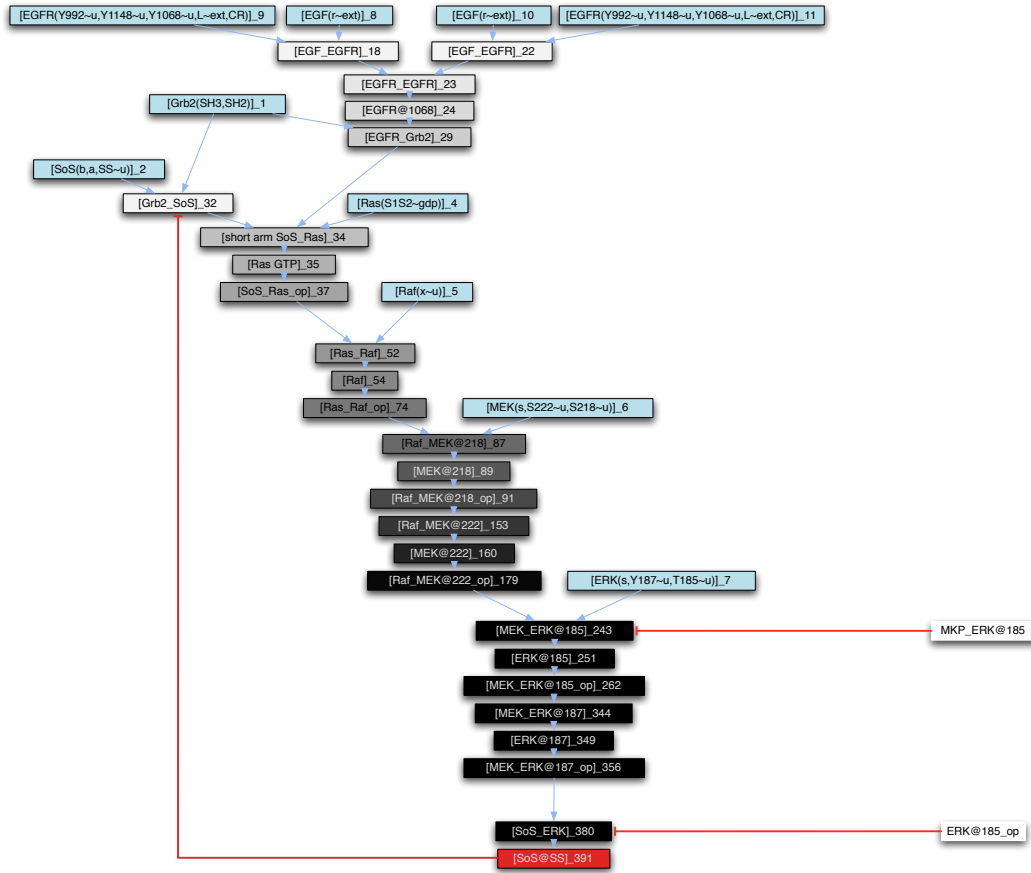 [EGFR(Y992~u,Y1148~u,Y1068~u,L~ext,CR)]_9
[EGF(r~ext)]_8
[EGF(r~ext)]_10
[EGFR(Y992~u,Y1148~u,Y1068~u,L~ext,CR)]_11
[EGF_EGFR]_18
[EGF_EGFR]_22
[EGFR_EGFR]_23
[Grb2(SH3,SH2)]_1
[EGFR@1068]_24
[EGFR_Grb2]_29
[SoS(b,a,SS~u)]_2
[Grb2_SoS]_32
[Ras(S1S2~gdp)]_4
[short arm SoS_Ras]_34
[Ras GTP]_35
[SoS_Ras_op]_37
[Raf(x~u)]_5
[Ras_Raf]_52
[Raf]_54
[Ras_Raf_op]_74
[MEK(s,S222~u,S218~u)]_6
[Raf_MEK@218]_87
[MEK@218]_89
[Raf_MEK@218_op]_91
[Raf_MEK@222]_153
[MEK@222]_160
[Raf_MEK@222_op]_179
[ERK(s,Y187~u,T185~u)]_7
[MEK_ERK@185]_243
MKP_ERK@185
[ERK@185]_251
[MEK_ERK@185_op]_262
[MEK_ERK@187]_344
[ERK@187]_349
[MEK_ERK@187_op]_356
[SoS_ERK]_380
ERK@185_op
[SoS@SS]_391